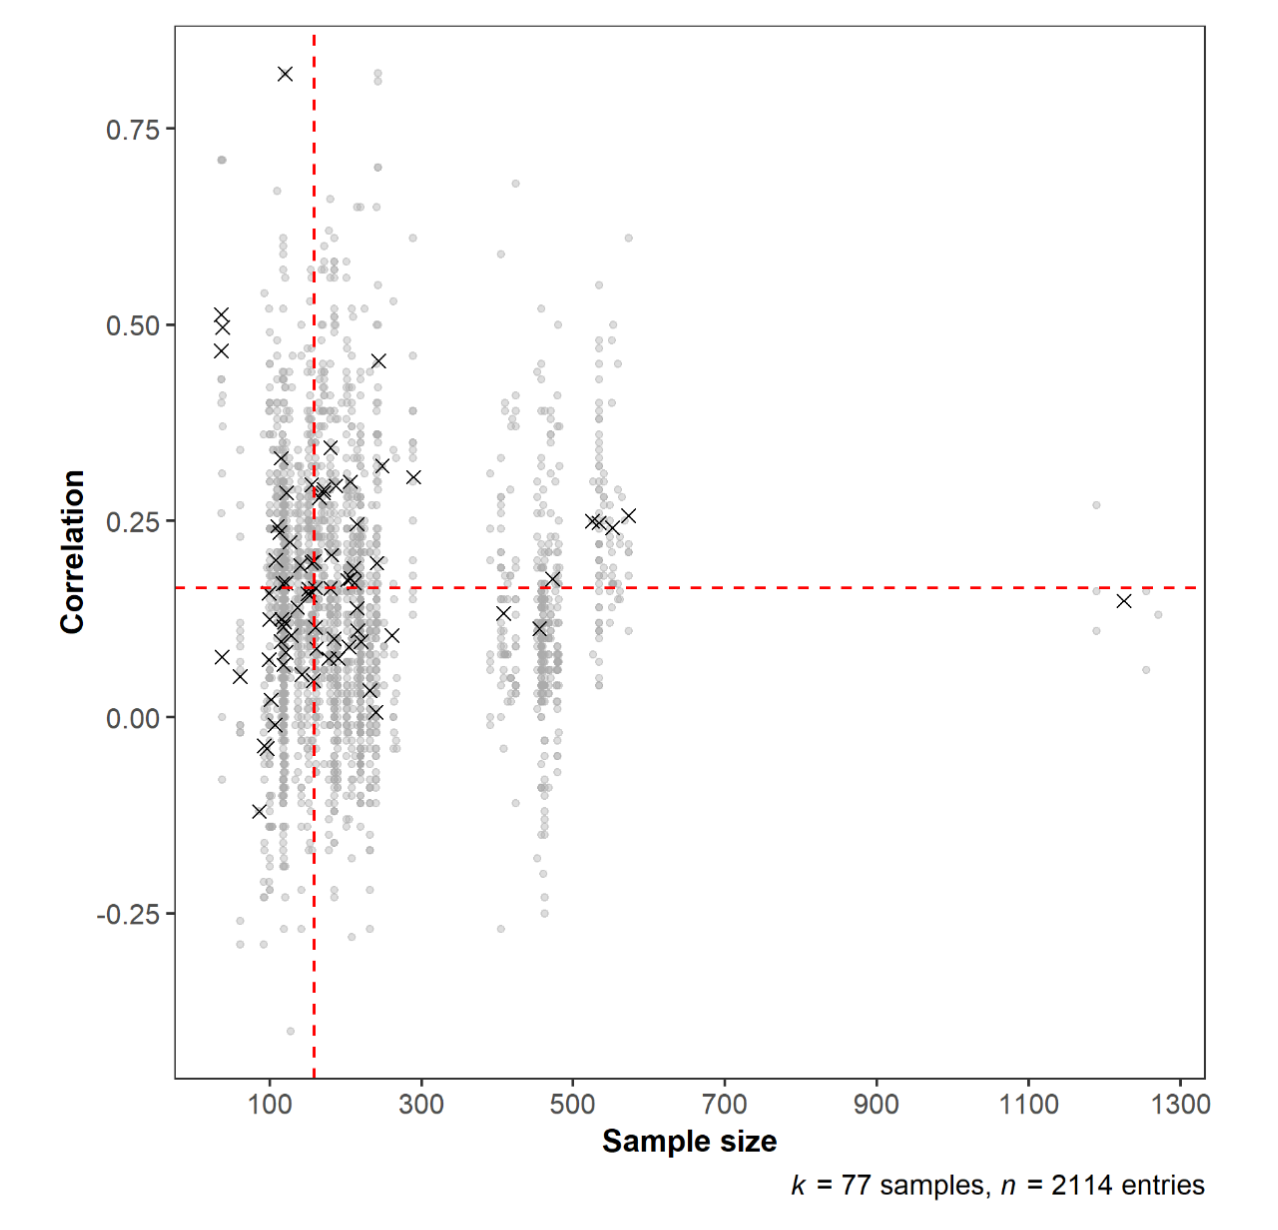 0.75
0.50
0.25
0.00
-0.25
Correlation
100 300 500 700 900 1100 1300
Sample size
k = 77 samples, n = 2114 entries